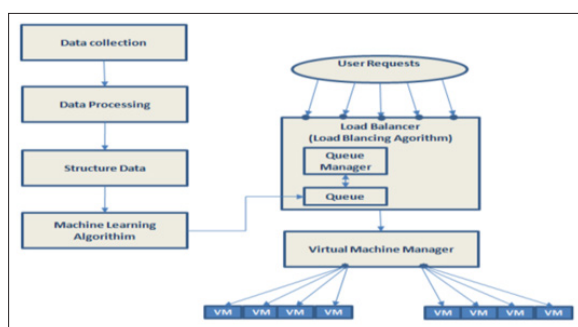 Data collection
Data Processing
Structure Data
Machine Learning
Algorithim
User Requests
Load Balancer
(Load Blancing Agorithm)
Queue
Manager
Queue
Virtual Machine Manager
VM VM VM VM
VM VM VM VM